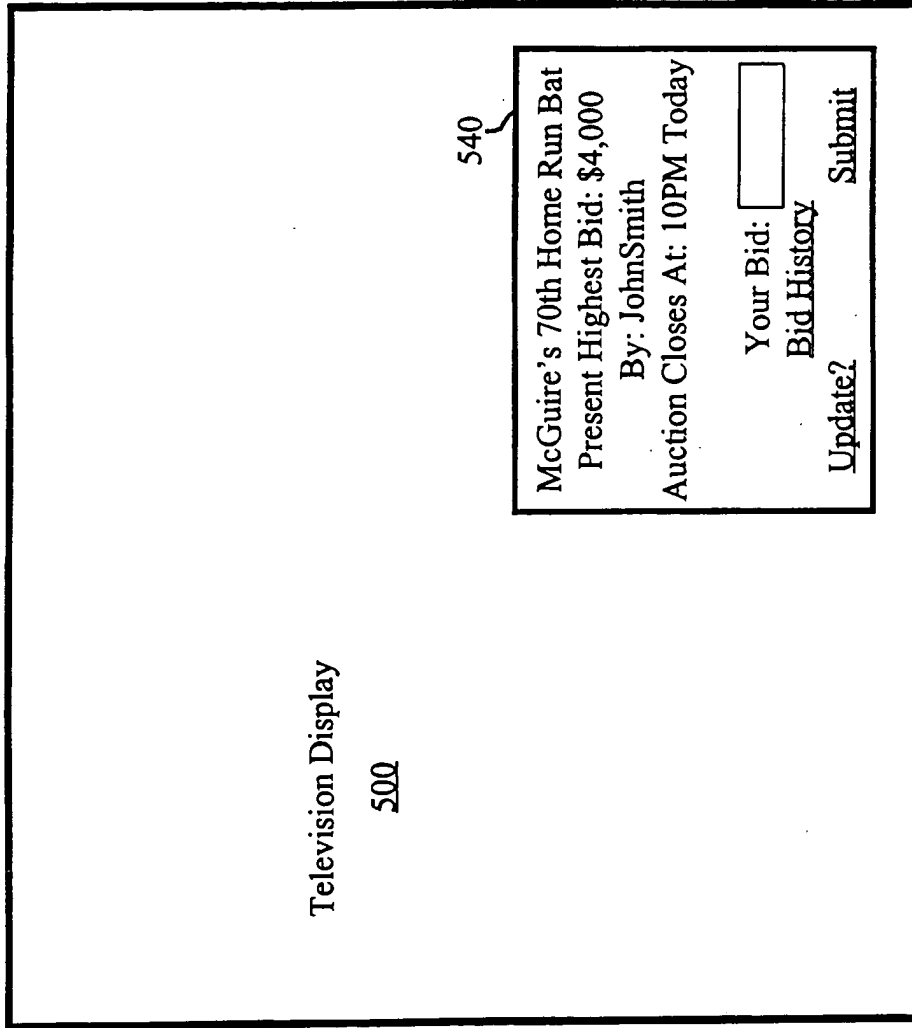 Television Display
500
540
McGuire's 70th Home Run Bat
Present Highest Bid: $4,000
By: JohnSmith
Auction Closes At: 10PM Today
Your Bid:
Bid History
Update? Submit